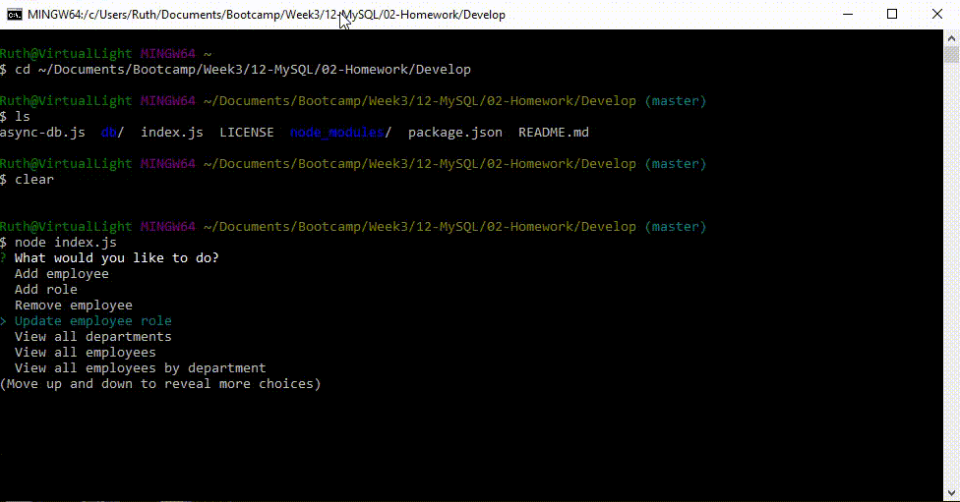 MINGW64:/c/Users/Ruth/Documents/Bootcamp/Week3/12-MySQL/02-Homework/Develop
Ruth@VirtualLight MINGW64 ~
$ cd ~/Documents/Bootcamp/Week3/12-MySQL/02-Homework/Develop
Ruth@VirtualLight MINGW64 ~/Documents/Bootcamp/Week3/12-MySQL/02-Homework/Develop (master)
$ ls
async-db.js  db/  index.js  LICENSE  node_modules/  package.json  README.md
Ruth@VirtualLight MINGW64 ~/Documents/Bootcamp/Week3/12-MySQL/02-Homework/Develop (master)
$ clear
Ruth@VirtualLight MINGW64 ~/Documents/Bootcamp/Week3/12-MySQL/02-Homework/Develop (master)
$ node index.js
? What would you like to do?
Add employee
Add role
Remove employee
> Update employee role
View all departments
View all employees
View all employees by department
(Move up and down to reveal more choices)